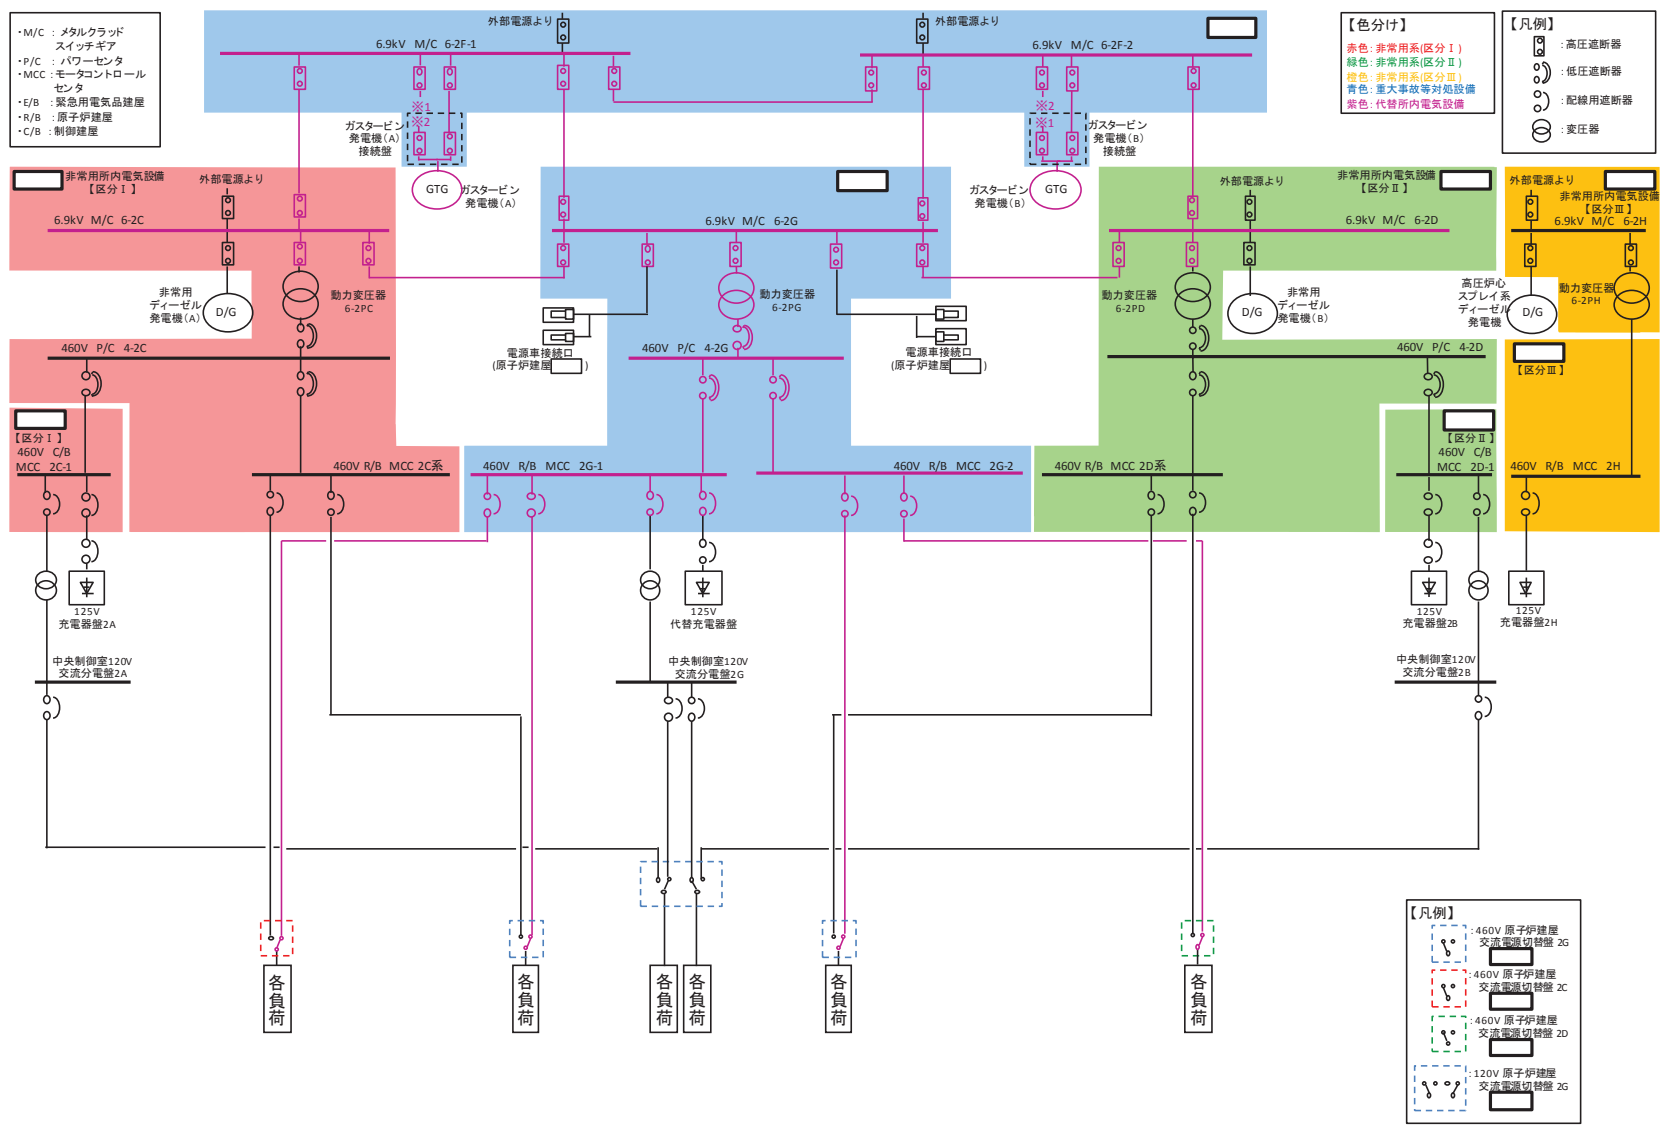 ・M/C ：メタルクラッド
スイッチギア
・P/C ：パワーセンタ
・MCC：モータコントロール
センタ
・E/B ：緊急用電気品建屋
・R/B ：原子炉建屋
・C/B ：制御建屋
外部電源より
外部電源より
6.9kV M/C 6-2F-1
6.9kV M/C 6-2F-2
【色分け】
赤色：非常用系(区分Ⅰ)
緑色：非常用系(区分Ⅱ)
橙色：非常用系(区分Ⅲ)
青色：重大事故等対処設備
紫色：代替所内電気設備
【凡例】
：高圧遮断器
：低圧遮断器
：配線用遮断器
：変圧器
※1
※2
※2
※1
ガスタービン
発電機(A)
接続盤
ガスタービン
発電機(B)
接続盤
GTG
ガスタービン
発電機(A)
ガスタービン
発電機(B)
GTG
非常用所内電気設備
【区分Ⅰ】
外部電源より
6.9kV M/C 6-2C
6.9kV M/C 6-2G
外部電源より
非常用所内電気設備
【区分Ⅱ】
6.9kV M/C 6-2D
外部電源より
非常用所内電気設備
【区分Ⅲ】
6.9kV M/C 6-2H
非常用
ディーゼル
発電機(A)
D/G
動力変圧器
6-2PC
動力変圧器
6-2PG
動力変圧器
6-2PD
D/G
非常用
ディーゼル
発電機(B)
高圧炉心
スプレイ系
ディーゼル
発電機
D/G
動力変圧器
6-2PH
電源車接続口
(原子炉建屋 )
電源車接続口
(原子炉建屋 )
460V P/C 4-2C
460V P/C 4-2G
460V P/C 4-2D
【区分Ⅲ】
【区分Ⅰ】
460V C/B
MCC 2C-1
460V R/B MCC 2C系
460V R/B MCC 2G-1
460V R/B MCC 2G-2
460V R/B MCC 2D系
【区分Ⅱ】
460V C/B
MCC 2D-1
460V R/B MCC 2H
125V
充電器盤2A
125V
代替充電器盤
125V
充電器盤2B
125V
充電器盤2H
中央制御室120V
交流分電盤2A
中央制御室120V
交流分電盤2G
中央制御室120V
交流分電盤2B
各負荷
各負荷
各負荷
各負荷
各負荷
各負荷
【凡例】
：460V 原子炉建屋
交流電源切替盤 2G
：460V 原子炉建屋
交流電源切替盤 2C
：460V 原子炉建屋
交流電源切替盤 2D
：120V 原子炉建屋
交流電源切替盤 2G